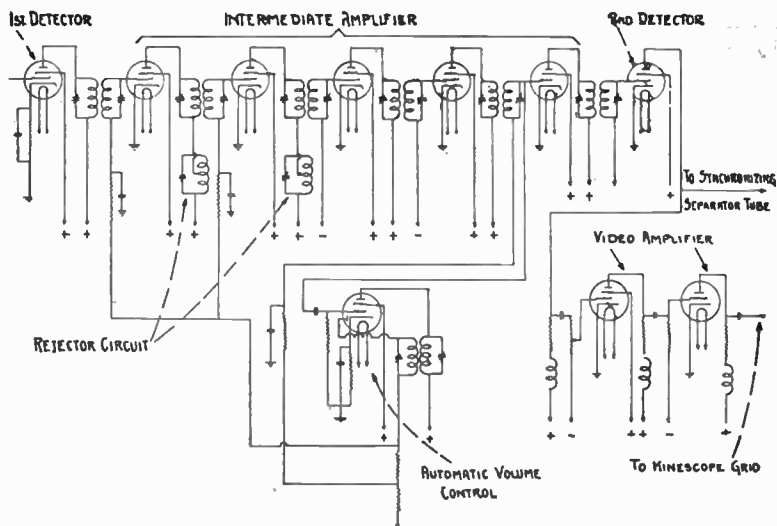 1ST DETECTOR
INTERMEDIATE AMPLIFIER
2ND DETECTOR
TO SYNCHRONIZING
SEPARATOR TUBE
VIDEO AMPLIFIER
REJECTOR CIRCUIT
AUTOMATIC VOLUME
CONTROL
TO KINESCOPE GRID